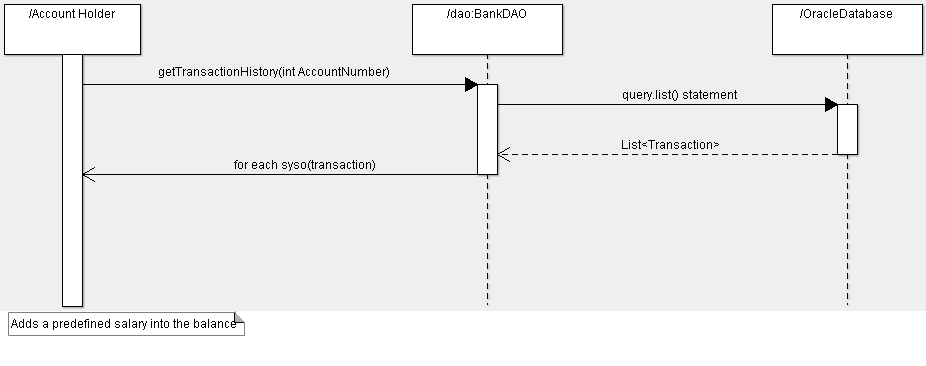 /Account Holder
/dao:BankDAO
/OracleDatabase
getTransactionHistory(int AccountNumber)
query.list() statement
List<Transaction>
for each syso(transaction)
Adds a predefined salary into the balance